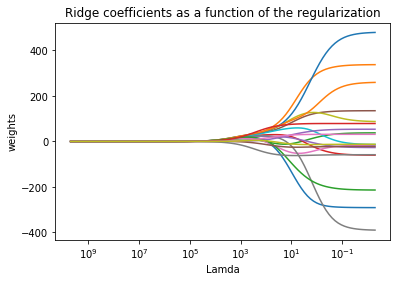 Ridge coefficients as a function of the regularization
weights
400
200
0
−200
−400
10⁹ 10⁷ 10⁵ 10³ 10¹ 10⁻¹
Lamda